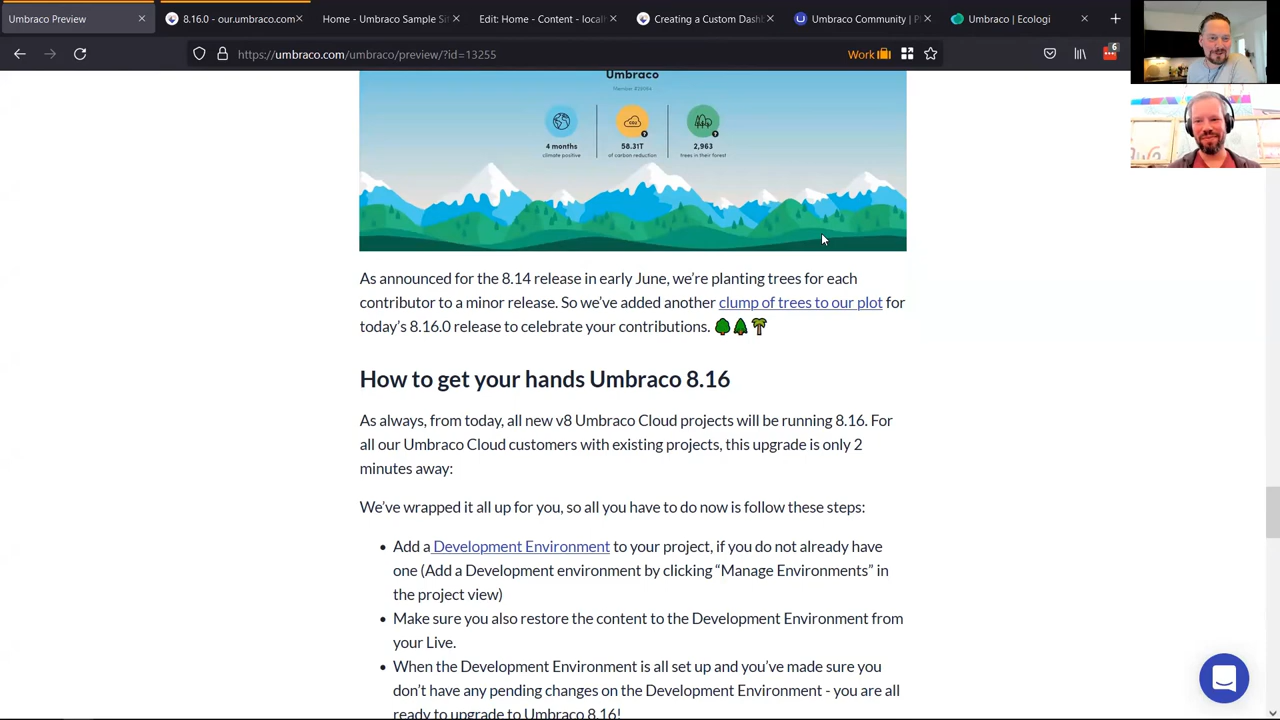 Umbraco Preview
8.16.0 - our.umbraco.com
Home - Umbraco Sample Si
Edit: Home - Content - local
Creating a Custom Dash
Umbraco Community | P
Umbraco | Ecologi
https://umbraco.com/umbraco/preview/?id=13255
Work
6
Umbraco
4 months
climate positive
58.31T
of carbon reduction
2,963
trees in their forest
As announced for the 8.14 release in early June, we’re planting trees for each
contributor to a minor release. So we’ve added another clump of trees to our plot for
today’s 8.16.0 release to celebrate your contributions. 🌳🌲🌴
How to get your hands Umbraco 8.16
As always, from today, all new v8 Umbraco Cloud projects will be running 8.16. For
all our Umbraco Cloud customers with existing projects, this upgrade is only 2
minutes away:
We’ve wrapped it all up for you, so all you have to do now is follow these steps:
• Add a Development Environment to your project, if you do not already have
one (Add a Development environment by clicking “Manage Environments” in
the project view)
• Make sure you also restore the content to the Development Environment from
your Live.
• When the Development Environment is all set up and you’ve made sure you
don’t have any pending changes on the Development Environment - you are all
ready to upgrade to Umbraco 8.16!